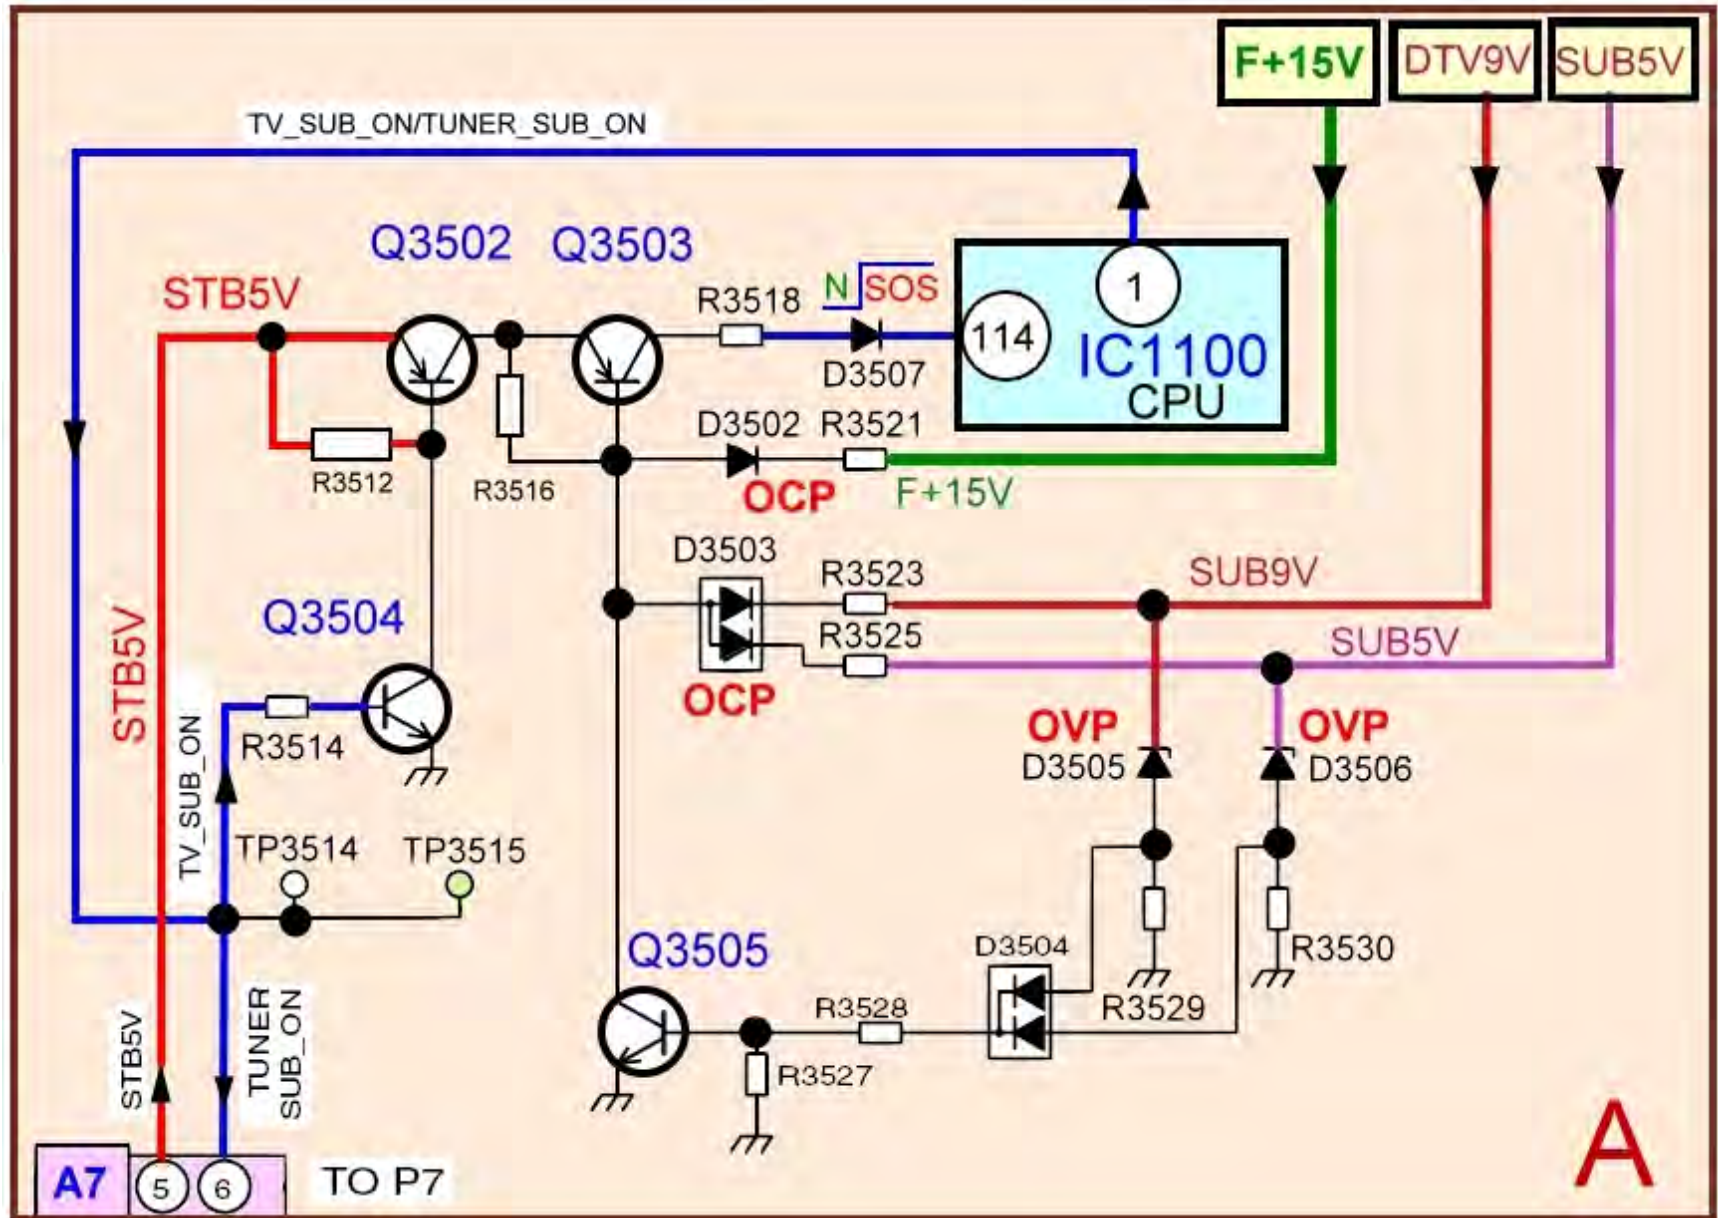 F+15V
DTV9V
SUB5V
TV_SUB_ON/TUNER_SUB_ON
Q3502
Q3503
STB5V
R3518
N
SOS
D3507
114
1
IC1100
CPU
R3512
R3516
D3502
R3521
OCP
F+15V
D3503
R3523
SUB9V
R3525
SUB5V
OCP
Q3504
STB5V
R3514
TV_SUB_ON
OVP
OVP
D3505
D3506
TP3514
TP3515
Q3505
D3504
R3530
R3528
R3529
R3527
STB5V
TUNER
SUB_ON
A7
5
6
TO P7
A